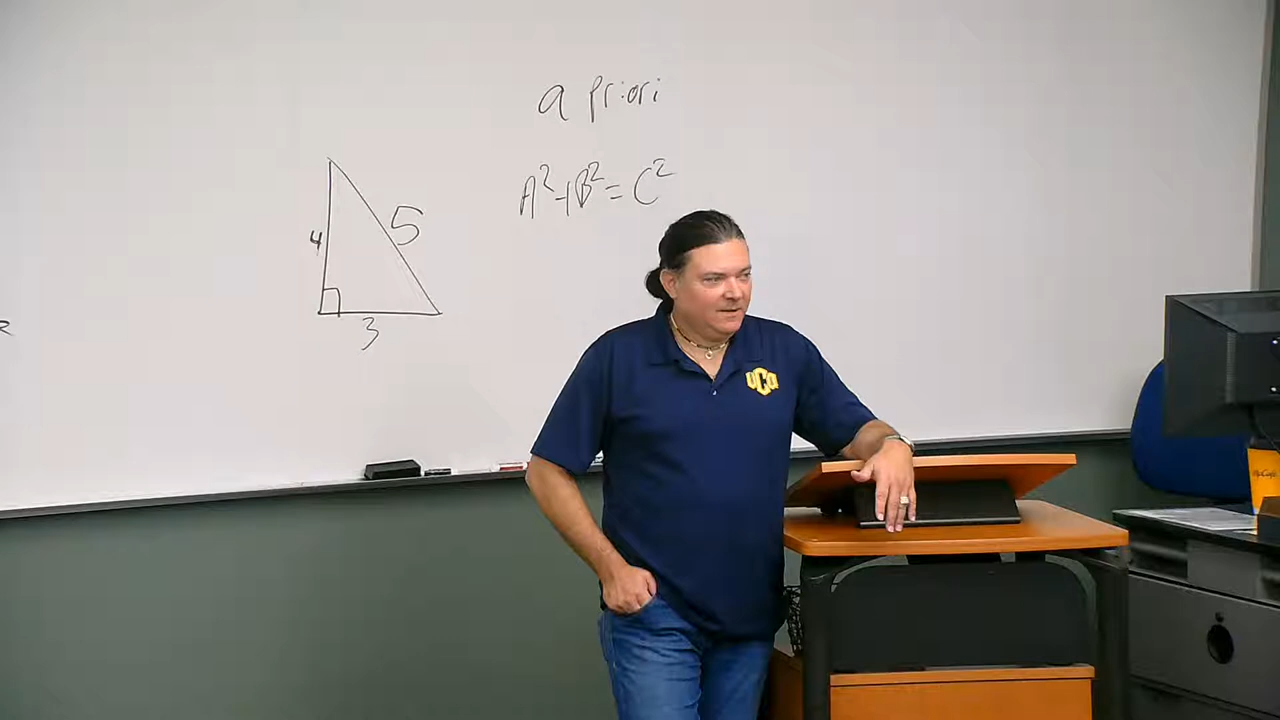 a priori
A² + B² = C²
4
5
3
UCO